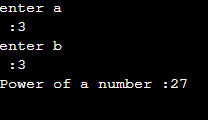 enter a
 :3
enter b
 :3
Power of a number :27